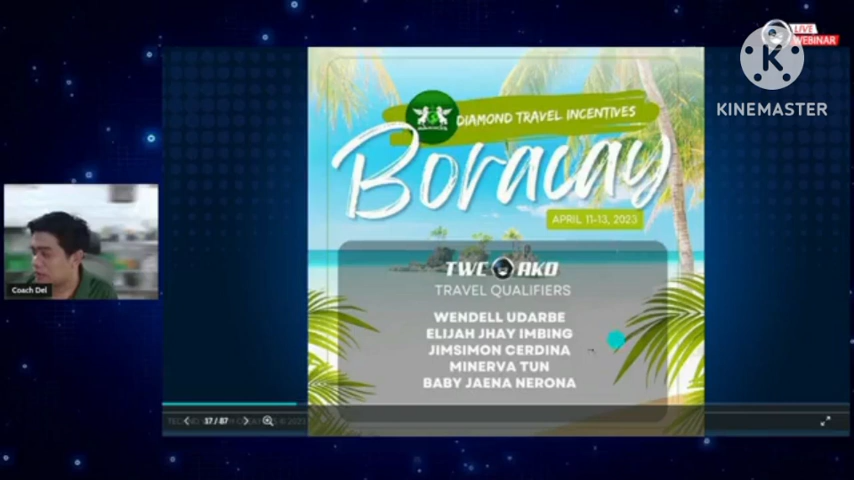 LIVE
WEBINAR
KINEMASTER
DIAMOND TRAVEL INCENTIVES
Boracay
APRIL 11-13, 2023
TWC AKO
TRAVEL QUALIFIERS
WENDELL UDARBE
ELIJAH JHAY IMBING
JIMSIMON CERDINA
MINERVA TUN
BABY JAENA NERONA
Coach Del
37/87